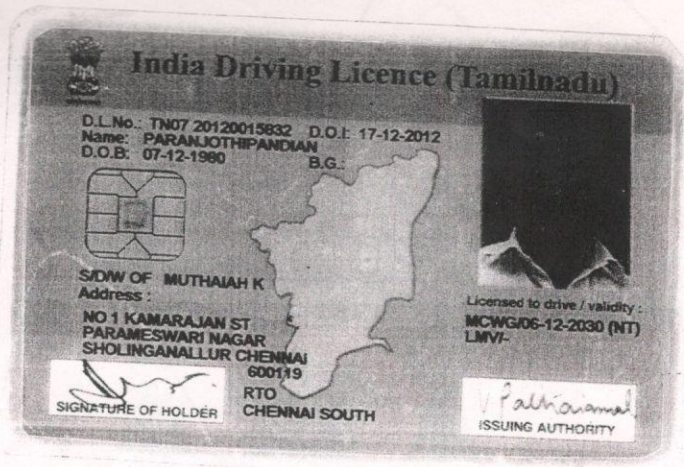 India Driving Licence (Tamilnadu)
D.L.No.: TN07 20120015832 D.O.I: 17-12-2012
Name: PARANJOTHIPANDIAN
D.O.B: 07-12-1980 B.G.:
S/D/W OF MUTHAIAH K
Address :
NO 1 KAMARAJAN ST
PARAMESWARI NAGAR
SHOLINGANALLUR CHENNAI
600119
RTO
CHENNAI SOUTH
SIGNATURE OF HOLDER
Licensed to drive / validity :
MCWG/06-12-2030 (NT)
LMV/-
ISSUING AUTHORITY